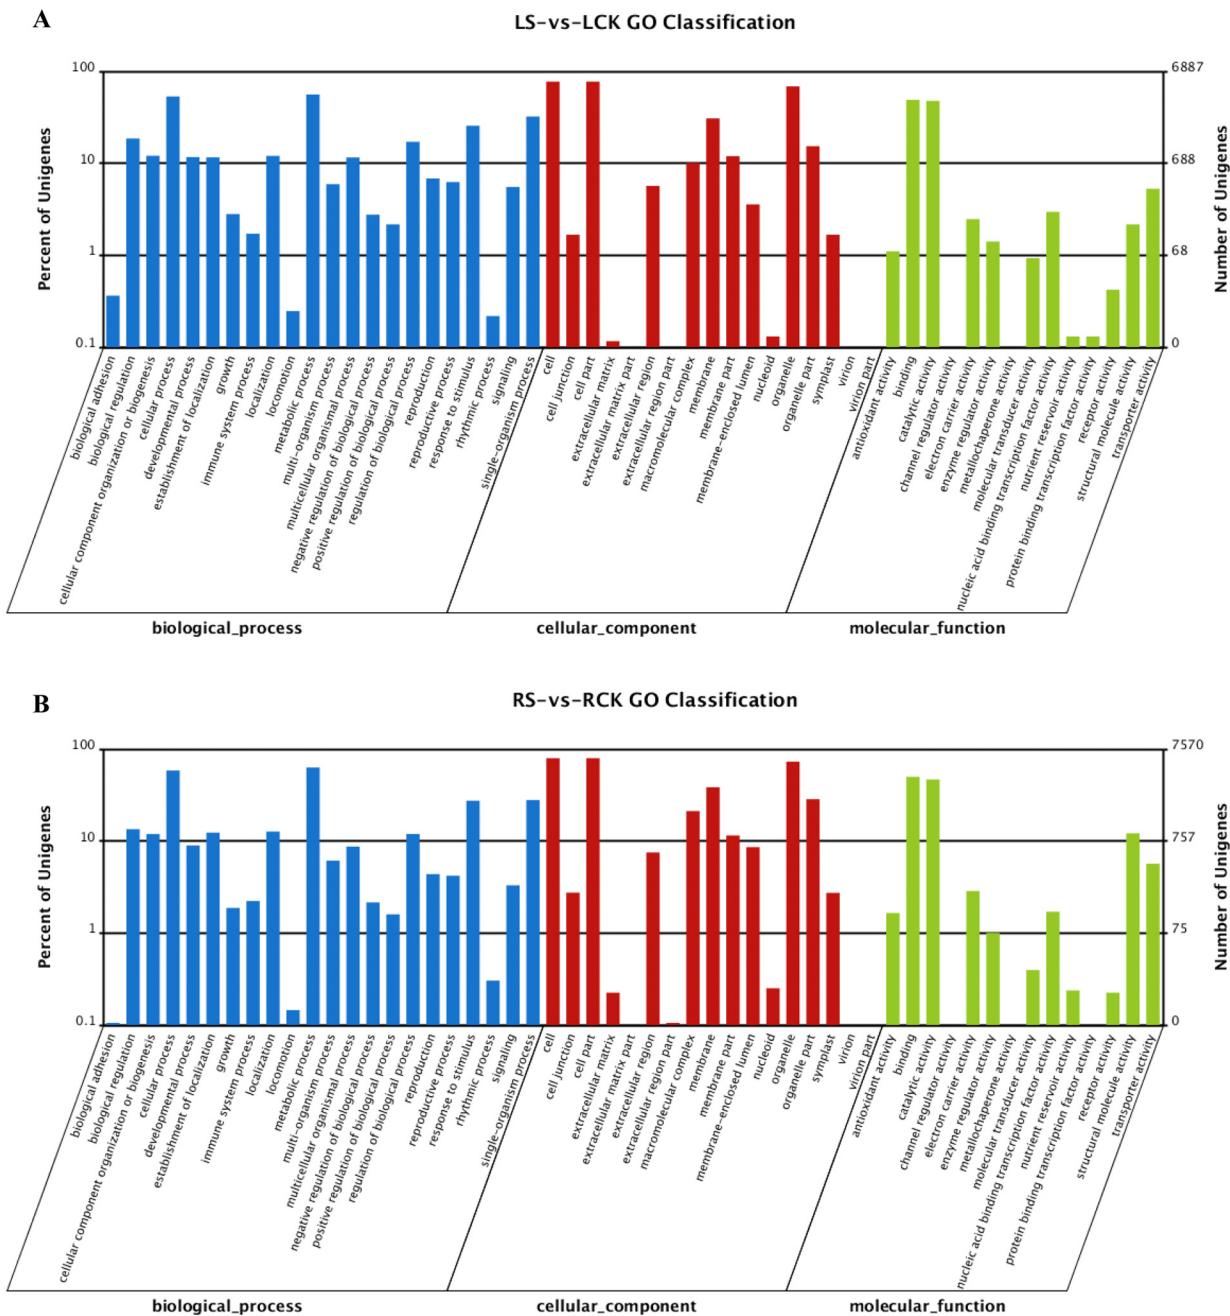 A
LS-vs-LCK GO Classification
Percent of Unigenes
Number of Unigenes
100
10
1
0.1
6887
688
68
0
biological adhesion
biological regulation
cellular component organization or biogenesis
cellular process
developmental process
establishment of localization
growth
immune system process
localization
locomotion
metabolic process
multi-organism process
multicellular organismal process
negative regulation of biological process
positive regulation of biological process
regulation of biological process
reproduction
reproductive process
response to stimulus
rhythmic process
signaling
single-organism process
cell
cell junction
cell part
extracellular matrix
extracellular matrix part
extracellular region
extracellular region part
macromolecular complex
membrane
membrane part
membrane-enclosed lumen
nucleoid
organelle
organelle part
symplast
virion
virion part
antioxidant activity
binding
catalytic activity
channel regulator activity
electron carrier activity
enzyme regulator activity
metallochaperone activity
molecular transducer activity
nucleic acid binding transcription factor activity
nutrient reservoir activity
protein binding transcription factor activity
receptor activity
structural molecule activity
transporter activity
biological_process
cellular_component
molecular_function
B
RS-vs-RCK GO Classification
Percent of Unigenes
Number of Unigenes
100
10
1
0.1
7570
757
75
0
biological adhesion
biological regulation
cellular component organization or biogenesis
cellular process
developmental process
establishment of localization
growth
immune system process
localization
locomotion
metabolic process
multi-organism process
multicellular organismal process
negative regulation of biological process
positive regulation of biological process
regulation of biological process
reproduction
reproductive process
response to stimulus
rhythmic process
signaling
single-organism process
cell
cell junction
cell part
extracellular matrix
extracellular matrix part
extracellular region
extracellular region part
macromolecular complex
membrane
membrane part
membrane-enclosed lumen
nucleoid
organelle
organelle part
symplast
virion
virion part
antioxidant activity
binding
catalytic activity
channel regulator activity
electron carrier activity
enzyme regulator activity
metallochaperone activity
molecular transducer activity
nucleic acid binding transcription factor activity
nutrient reservoir activity
protein binding transcription factor activity
receptor activity
structural molecule activity
transporter activity
biological_process
cellular_component
molecular_function